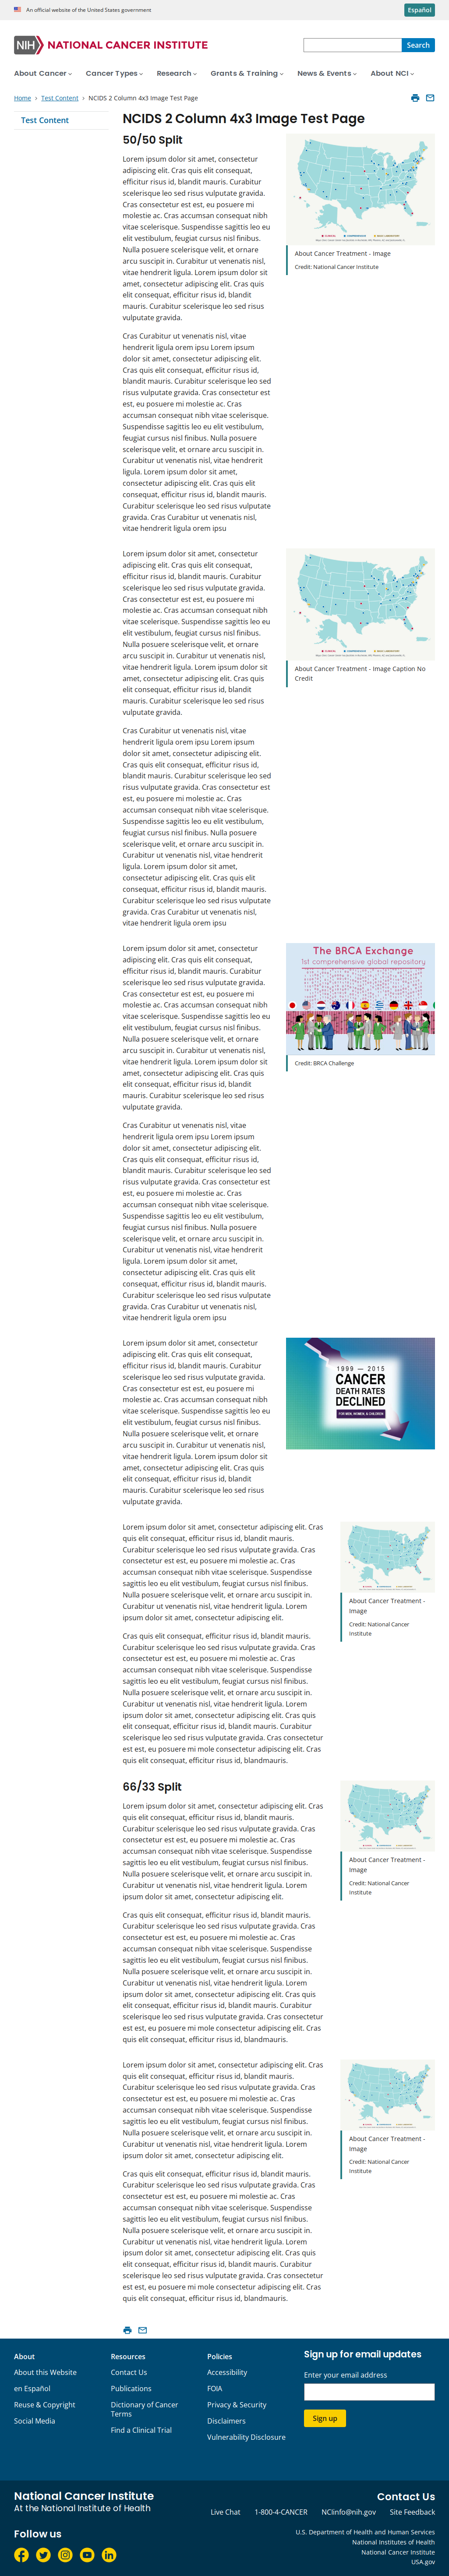 An official website of the United States government
Español
NIH NATIONAL CANCER INSTITUTE
Search
About Cancer
Cancer Types
Research
Grants & Training
News & Events
About NCI
Home
Test Content
NCIDS 2 Column 4x3 Image Test Page
Test Content
NCIDS 2 Column 4x3 Image Test Page
50/50 Split
Lorem ipsum dolor sit amet, consectetur
adipiscing elit. Cras quis elit consequat,
efficitur risus id, blandit mauris. Curabitur
scelerisque leo sed risus vulputate gravida.
Cras consectetur est est, eu posuere mi
molestie ac. Cras accumsan consequat nibh
vitae scelerisque. Suspendisse sagittis leo eu
elit vestibulum, feugiat cursus nisl finibus.
Nulla posuere scelerisque velit, et ornare
arcu suscipit in. Curabitur ut venenatis nisl,
vitae hendrerit ligula. Lorem ipsum dolor sit
amet, consectetur adipiscing elit. Cras quis
elit consequat, efficitur risus id, blandit
mauris. Curabitur scelerisque leo sed risus
vulputate gravida.
About Cancer Treatment - Image
Credit: National Cancer Institute
Cras Curabitur ut venenatis nisl, vitae
hendrerit ligula orem ipsu Lorem ipsum
dolor sit amet, consectetur adipiscing elit.
Cras quis elit consequat, efficitur risus id,
blandit mauris. Curabitur scelerisque leo sed
risus vulputate gravida. Cras consectetur est
est, eu posuere mi molestie ac. Cras
accumsan consequat nibh vitae scelerisque.
Suspendisse sagittis leo eu elit vestibulum,
feugiat cursus nisl finibus. Nulla posuere
scelerisque velit, et ornare arcu suscipit in.
Curabitur ut venenatis nisl, vitae hendrerit
ligula. Lorem ipsum dolor sit amet,
consectetur adipiscing elit. Cras quis elit
consequat, efficitur risus id, blandit mauris.
Curabitur scelerisque leo sed risus vulputate
gravida. Cras Curabitur ut venenatis nisl,
vitae hendrerit ligula orem ipsu
Lorem ipsum dolor sit amet, consectetur
adipiscing elit. Cras quis elit consequat,
efficitur risus id, blandit mauris. Curabitur
scelerisque leo sed risus vulputate gravida.
Cras consectetur est est, eu posuere mi
molestie ac. Cras accumsan consequat nibh
vitae scelerisque. Suspendisse sagittis leo eu
elit vestibulum, feugiat cursus nisl finibus.
Nulla posuere scelerisque velit, et ornare
arcu suscipit in. Curabitur ut venenatis nisl,
vitae hendrerit ligula. Lorem ipsum dolor sit
amet, consectetur adipiscing elit. Cras quis
elit consequat, efficitur risus id, blandit
mauris. Curabitur scelerisque leo sed risus
vulputate gravida.
About Cancer Treatment - Image Caption No
Credit
Cras Curabitur ut venenatis nisl, vitae
hendrerit ligula orem ipsu Lorem ipsum
dolor sit amet, consectetur adipiscing elit.
Cras quis elit consequat, efficitur risus id,
blandit mauris. Curabitur scelerisque leo sed
risus vulputate gravida. Cras consectetur est
est, eu posuere mi molestie ac. Cras
accumsan consequat nibh vitae scelerisque.
Suspendisse sagittis leo eu elit vestibulum,
feugiat cursus nisl finibus. Nulla posuere
scelerisque velit, et ornare arcu suscipit in.
Curabitur ut venenatis nisl, vitae hendrerit
ligula. Lorem ipsum dolor sit amet,
consectetur adipiscing elit. Cras quis elit
consequat, efficitur risus id, blandit mauris.
Curabitur scelerisque leo sed risus vulputate
gravida. Cras Curabitur ut venenatis nisl,
vitae hendrerit ligula orem ipsu
Lorem ipsum dolor sit amet, consectetur
adipiscing elit. Cras quis elit consequat,
efficitur risus id, blandit mauris. Curabitur
scelerisque leo sed risus vulputate gravida.
Cras consectetur est est, eu posuere mi
molestie ac. Cras accumsan consequat nibh
vitae scelerisque. Suspendisse sagittis leo eu
elit vestibulum, feugiat cursus nisl finibus.
Nulla posuere scelerisque velit, et ornare
arcu suscipit in. Curabitur ut venenatis nisl,
vitae hendrerit ligula. Lorem ipsum dolor sit
amet, consectetur adipiscing elit. Cras quis
elit consequat, efficitur risus id, blandit
mauris. Curabitur scelerisque leo sed risus
vulputate gravida.
The BRCA Exchange
1st comprehensive global repository
Credit: BRCA Challenge
Cras Curabitur ut venenatis nisl, vitae
hendrerit ligula orem ipsu Lorem ipsum
dolor sit amet, consectetur adipiscing elit.
Cras quis elit consequat, efficitur risus id,
blandit mauris. Curabitur scelerisque leo sed
risus vulputate gravida. Cras consectetur est
est, eu posuere mi molestie ac. Cras
accumsan consequat nibh vitae scelerisque.
Suspendisse sagittis leo eu elit vestibulum,
feugiat cursus nisl finibus. Nulla posuere
scelerisque velit, et ornare arcu suscipit in.
Curabitur ut venenatis nisl, vitae hendrerit
ligula. Lorem ipsum dolor sit amet,
consectetur adipiscing elit. Cras quis elit
consequat, efficitur risus id, blandit mauris.
Curabitur scelerisque leo sed risus vulputate
gravida. Cras Curabitur ut venenatis nisl,
vitae hendrerit ligula orem ipsu
Lorem ipsum dolor sit amet, consectetur
adipiscing elit. Cras quis elit consequat,
efficitur risus id, blandit mauris. Curabitur
scelerisque leo sed risus vulputate gravida.
Cras consectetur est est, eu posuere mi
molestie ac. Cras accumsan consequat nibh
vitae scelerisque. Suspendisse sagittis leo eu
elit vestibulum, feugiat cursus nisl finibus.
Nulla posuere scelerisque velit, et ornare
arcu suscipit in. Curabitur ut venenatis nisl,
vitae hendrerit ligula. Lorem ipsum dolor sit
amet, consectetur adipiscing elit. Cras quis
elit consequat, efficitur risus id, blandit
mauris. Curabitur scelerisque leo sed risus
vulputate gravida.
1999 — 2015
CANCER
DEATH RATES
DECLINED
FOR MEN, WOMEN, & CHILDREN
Lorem ipsum dolor sit amet, consectetur adipiscing elit. Cras
quis elit consequat, efficitur risus id, blandit mauris.
Curabitur scelerisque leo sed risus vulputate gravida. Cras
consectetur est, eu posuere mi molestie ac. Cras
accumsan consequat nibh vitae scelerisque. Suspendisse
sagittis leo eu elit vestibulum, feugiat cursus nisl finibus.
Nulla posuere scelerisque velit, et ornare arcu suscipit in.
Curabitur ut venenatis nisl, vitae hendrerit ligula. Lorem
ipsum dolor sit amet, consectetur adipiscing elit.
About Cancer Treatment -
Image
Credit: National Cancer
Institute
Cras quis elit consequat, efficitur risus id, blandit mauris.
Curabitur scelerisque leo sed risus vulputate gravida. Cras
consectetur est est, eu posuere mi molestie ac. Cras
accumsan consequat nibh vitae scelerisque. Suspendisse
sagittis leo eu elit vestibulum, feugiat cursus nisl finibus.
Nulla posuere scelerisque velit, et ornare arcu suscipit in.
Curabitur ut venenatis nisl, vitae hendrerit ligula. Lorem
ipsum dolor sit amet, consectetur adipiscing elit. Cras quis
elit consequat, efficitur risus id, blandit mauris. Curabitur
scelerisque leo sed risus vulputate gravida. Cras consectetur
est est, eu posuere mi mole consectetur adipiscing elit. Cras
quis elit consequat, efficitur risus id, blandmauris.
66/33 Split
Lorem ipsum dolor sit amet, consectetur adipiscing elit. Cras
quis elit consequat, efficitur risus id, blandit mauris.
Curabitur scelerisque leo sed risus vulputate gravida. Cras
consectetur est est, eu posuere mi molestie ac. Cras
accumsan consequat nibh vitae scelerisque. Suspendisse
sagittis leo eu elit vestibulum, feugiat cursus nisl finibus.
Nulla posuere scelerisque velit, et ornare arcu suscipit in.
Curabitur ut venenatis nisl, vitae hendrerit ligula. Lorem
ipsum dolor sit amet, consectetur adipiscing elit.
About Cancer Treatment -
Image
Credit: National Cancer
Institute
Cras quis elit consequat, efficitur risus id, blandit mauris.
Curabitur scelerisque leo sed risus vulputate gravida. Cras
consectetur est est, eu posuere mi molestie ac. Cras
accumsan consequat nibh vitae scelerisque. Suspendisse
sagittis leo eu elit vestibulum, feugiat cursus nisl finibus.
Nulla posuere scelerisque velit, et ornare arcu suscipit in.
Curabitur ut venenatis nisl, vitae hendrerit ligula. Lorem
ipsum dolor sit amet, consectetur adipiscing elit. Cras quis
elit consequat, efficitur risus id, blandit mauris. Curabitur
scelerisque leo sed risus vulputate gravida. Cras consectetur
est est, eu posuere mi mole consectetur adipiscing elit. Cras
quis elit consequat, efficitur risus id, blandmauris.
Lorem ipsum dolor sit amet, consectetur adipiscing elit. Cras
quis elit consequat, efficitur risus id, blandit mauris.
Curabitur scelerisque leo sed risus vulputate gravida. Cras
consectetur est est, eu posuere mi molestie ac. Cras
accumsan consequat nibh vitae scelerisque. Suspendisse
sagittis leo eu elit vestibulum, feugiat cursus nisl finibus.
Nulla posuere scelerisque velit, et ornare arcu suscipit in.
Curabitur ut venenatis nisl, vitae hendrerit ligula. Lorem
ipsum dolor sit amet, consectetur adipiscing elit.
About Cancer Treatment -
Image
Credit: National Cancer
Institute
Cras quis elit consequat, efficitur risus id, blandit mauris.
Curabitur scelerisque leo sed risus vulputate gravida. Cras
consectetur est est, eu posuere mi molestie ac. Cras
accumsan consequat nibh vitae scelerisque. Suspendisse
sagittis leo eu elit vestibulum, feugiat cursus nisl finibus.
Nulla posuere scelerisque velit, et ornare arcu suscipit in.
Curabitur ut venenatis nisl, vitae hendrerit ligula. Lorem
ipsum dolor sit amet, consectetur adipiscing elit. Cras quis
elit consequat, efficitur risus id, blandit mauris. Curabitur
scelerisque leo sed risus vulputate gravida. Cras consectetur
est est, eu posuere mi mole consectetur adipiscing elit. Cras
quis elit consequat, efficitur risus id, blandmauris.
About
About this Website
en Español
Reuse & Copyright
Social Media
Resources
Contact Us
Publications
Dictionary of Cancer
Terms
Find a Clinical Trial
Policies
Accessibility
FOIA
Privacy & Security
Disclaimers
Vulnerability Disclosure
Sign up for email updates
Enter your email address
Sign up
National Cancer Institute
At the National Institute of Health
Follow us
Contact Us
Live Chat
1-800-4-CANCER
NCIinfo@nih.gov
Site Feedback
U.S. Department of Health and Human Services
National Institutes of Health
National Cancer Institute
USA.gov